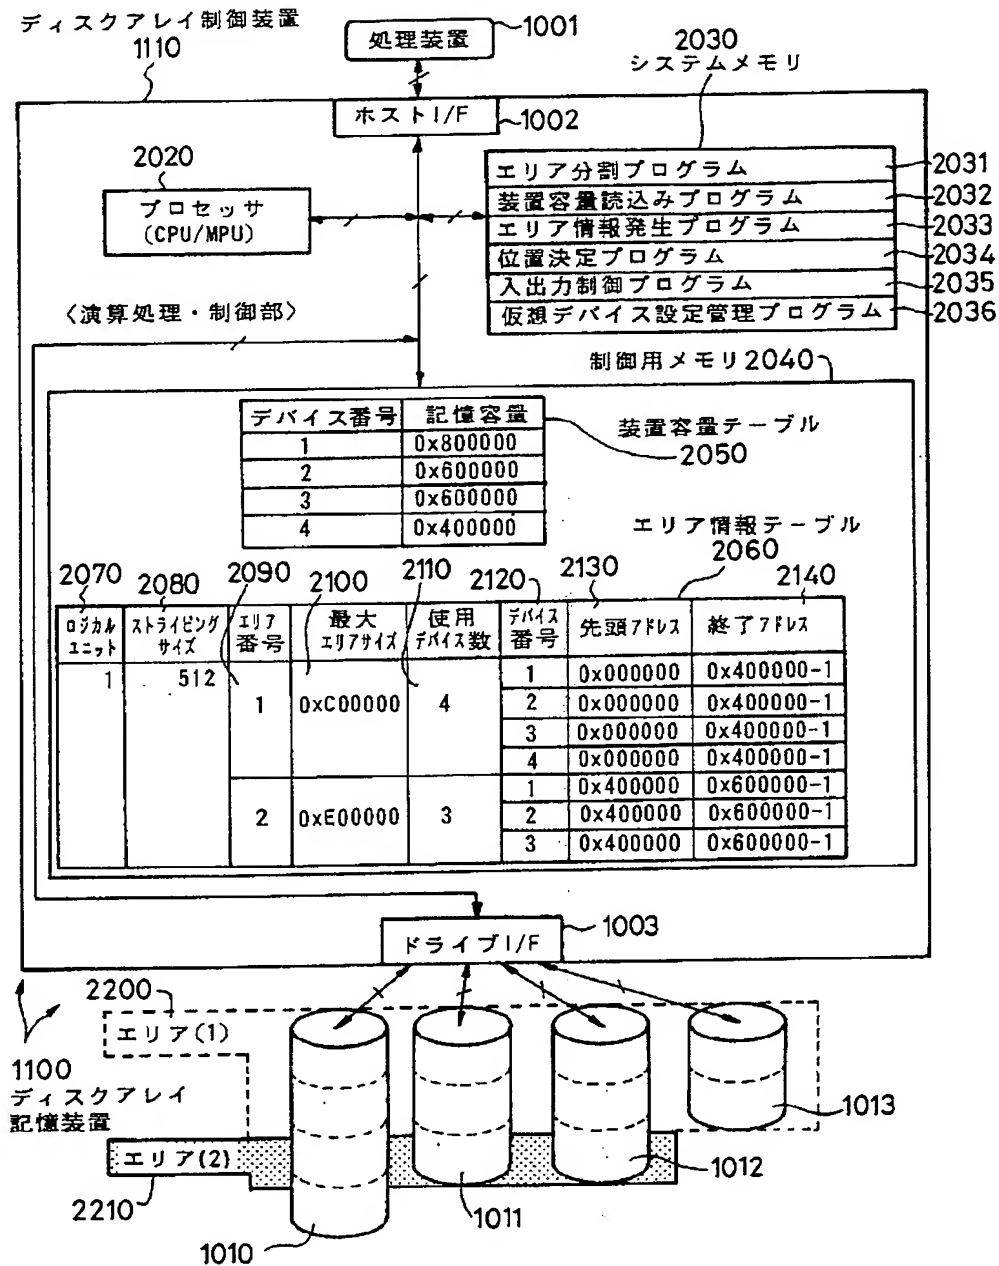 ディスクアレイ制御装置
1110
処理装置
1001
2030
システムメモリ
ホストI/F
1002
2020
プロセッサ
(CPU/MPU)
エリア分割プログラム
2031
装置容量読込みプログラム
2032
エリア情報発生プログラム
2033
位置決定プログラム
2034
入出力制御プログラム
2035
仮想デバイス設定管理プログラム
2036
〈演算処理・制御部〉
制御用メモリ2040
デバイス番号 記憶容量
1 0x800000
2 0x600000
3 0x600000
4 0x400000
装置容量テーブル
2050
エリア情報テーブル
2060
2070 2080 2090 2100 2110 2120 2130 2140
ロジカルユニット ストライピングサイズ エリア番号 最大エリアサイズ 使用デバイス数 デバイス番号 先頭アドレス 終了アドレス
1 512 1 0xC00000 4
1 0x000000 0x400000-1
2 0x000000 0x400000-1
3 0x000000 0x400000-1
4 0x000000 0x400000-1
2 0xE00000 3
1 0x400000 0x600000-1
2 0x400000 0x600000-1
3 0x400000 0x600000-1
ドライブI/F
1003
2200
エリア(1)
1100
ディスクアレイ
記憶装置
エリア(2)
2210
1010
1011
1012
1013